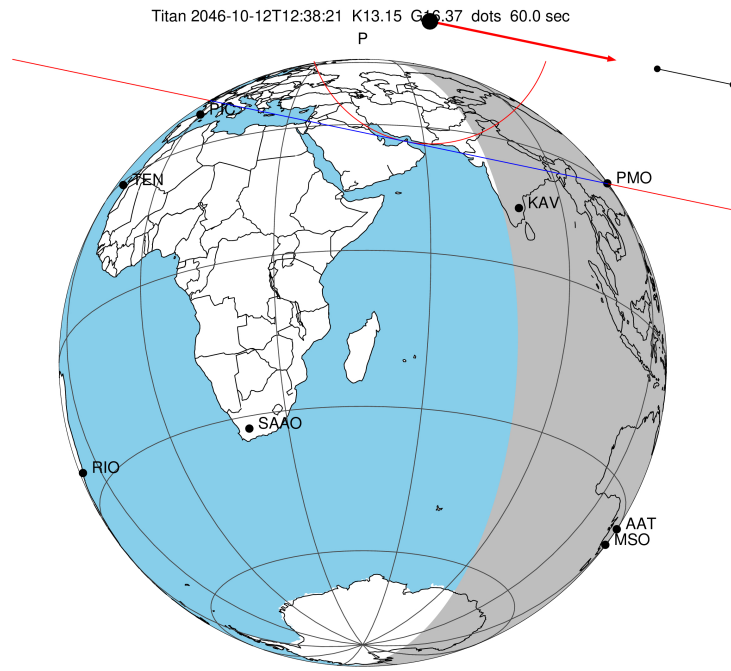 Titan 2046-10-12T12:38:21 K13.15 G16.37 dots 60.0 sec
P
PIC
TEN
PMO
KAV
SAAO
RIO
AAT
MSO